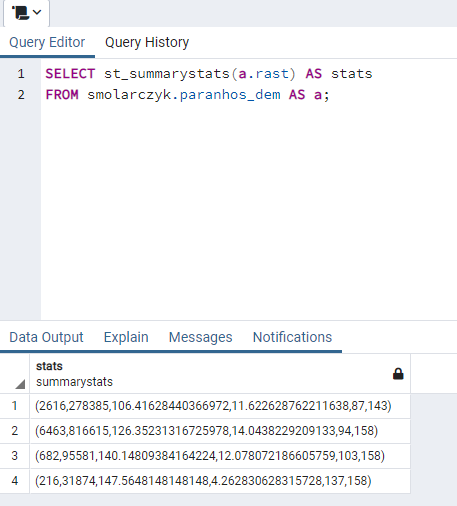 Query Editor Query History
1 SELECT st_summarystats(a.rast) AS stats
2 FROM smolarczyk.paranhos_dem AS a;
Data Output Explain Messages Notifications
stats
summarystats
1 (2616,278385,106.41628440366972,11.622628762211638,87,143)
2 (6463,816615,126.35231316725978,14.0438229209133,94,158)
3 (682,95581,140.14809384164224,12.078072186605759,103,158)
4 (216,31874,147.5648148148148,4.262830628315728,137,158)